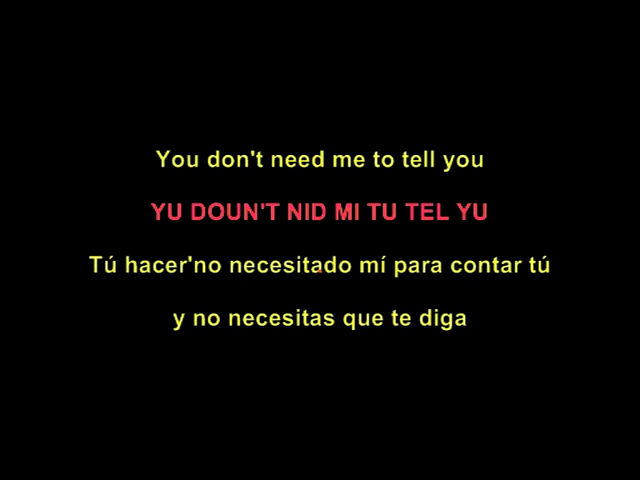 You don't need me to tell you
YU DOUN'T NID MI TU TEL YU
Tú hacer'no necesitado mí para contar tú
y no necesitas que te diga